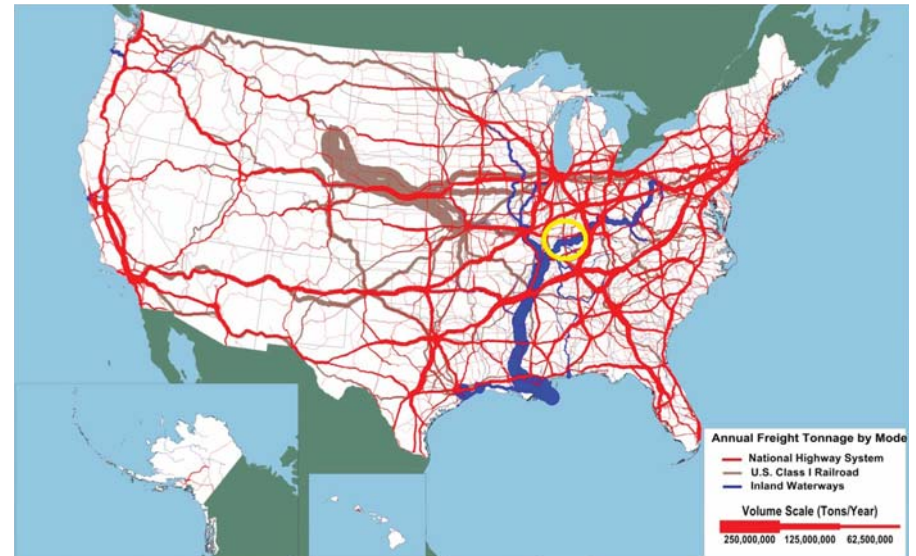 Annual Freight Tonnage by Mode
National Highway System
U.S. Class I Railroad
Inland Waterways
Volume Scale (Tons/Year)
250,000,000 125,000,000 62,500,000